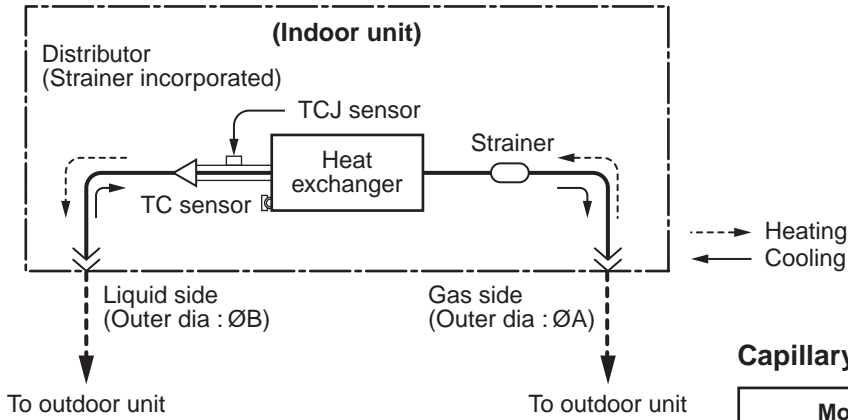 (Indoor unit)
Distributor
(Strainer incorporated)
TCJ sensor
Strainer
Heat
exchanger
TC sensor
Heating
Cooling
Liquid side
(Outer dia : ØB)
Gas side
(Outer dia : ØA)
Capillary
To outdoor unit
To outdoor unit
Mo